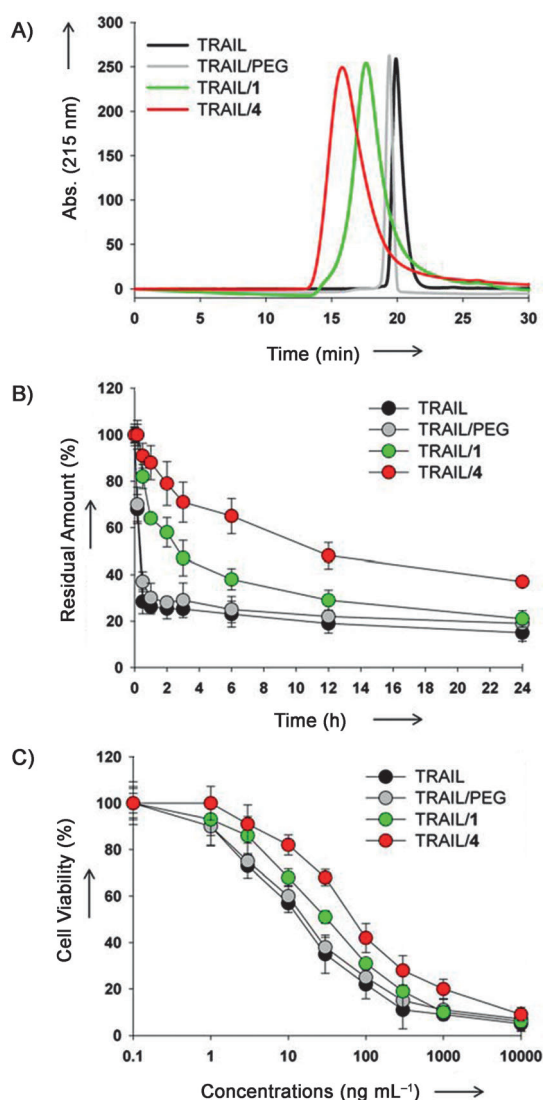 A)
Abs. (215 nm)
300
250
200
150
100
50
0
TRAIL
TRAIL/PEG
TRAIL/1
TRAIL/4
0 5 10 15 20 25 30
Time (min)
B)
Residual Amount (%)
120
100
80
60
40
20
0
TRAIL
TRAIL/PEG
TRAIL/1
TRAIL/4
0 2 4 6 8 10 12 14 16 18 20 22 24
Time (h)
C)
Cell Viability (%)
120
100
80
60
40
20
0
TRAIL
TRAIL/PEG
TRAIL/1
TRAIL/4
0.1 1 10 100 1000 10000
Concentrations (ng mL⁻¹)